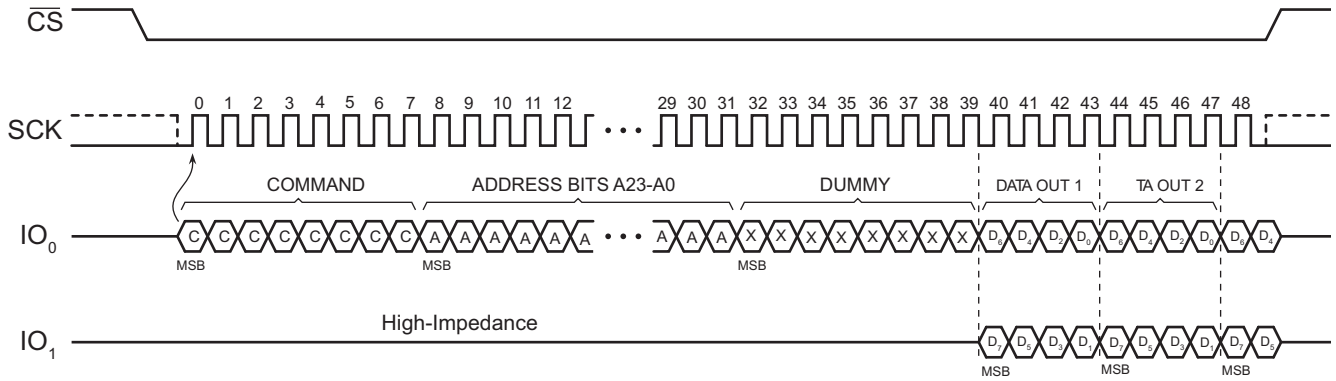 CS
0 1 2 3 4 5 6 7 8 9 10 11 12 29 30 31 32 33 34 35 36 37 38 39 40 41 42 43 44 45 46 47 48
SCK
COMMAND ADDRESS BITS A23-A0 DUMMY DATA OUT 1 TA OUT 2
IO0 C C C C C C C C A A A A A A A A A X X X X X X X X D6 D4 D2 D0 D6 D4 D2 D0 D6 D4
MSB MSB MSB
High-Impedance
IO1 D7 D5 D3 D1 D7 D5 D3 D1 D7 D5
MSB MSB MSB